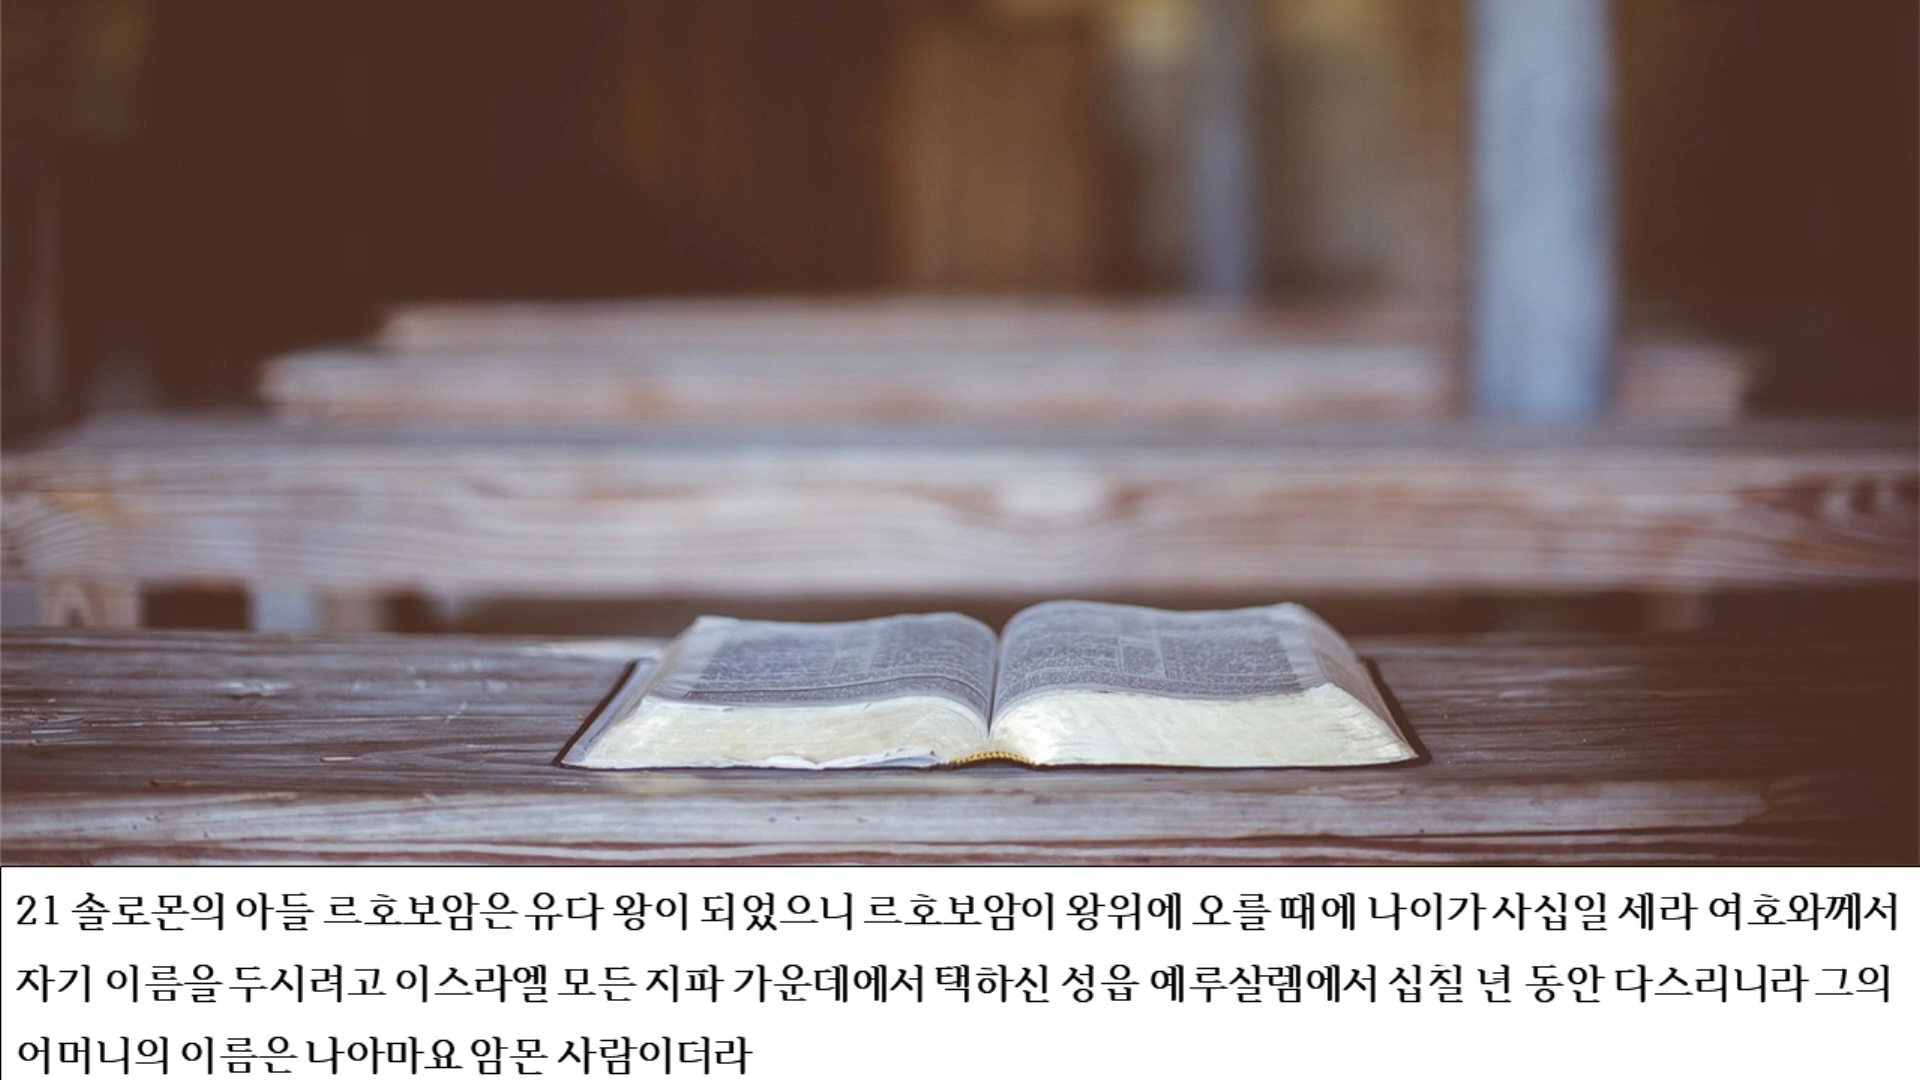 21 솔로몬의 아들 르호보암은 유다 왕이 되었으니 르호보암이 왕위에 오를 때에 나이가 사십일 세라 여호와께서
자기 이름을 두시려고 이스라엘 모든 지파 가운데에서 택하신 성읍 예루살렘에서 십칠 년 동안 다스리니라 그의
어머니의 이름은 나아마요 암몬 사람이더라